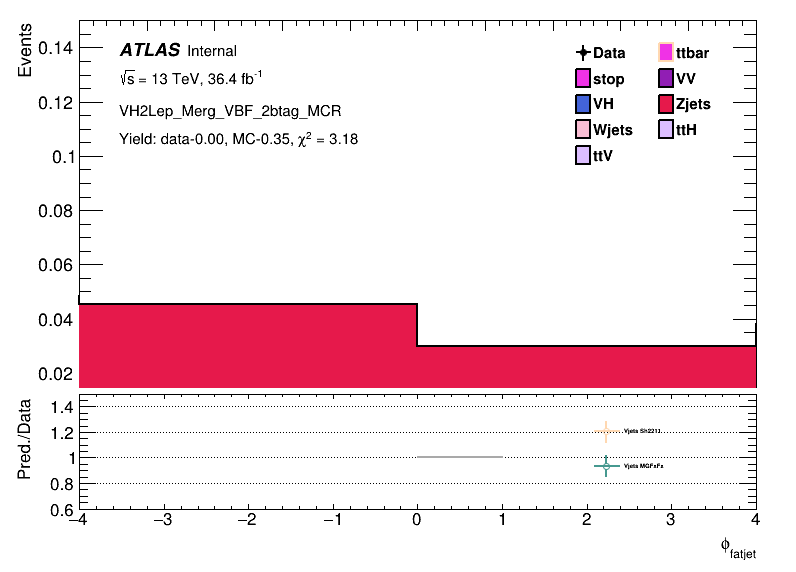 Events
0.14
0.12
0.1
0.08
0.06
0.04
0.02
ATLAS Internal
√s = 13 TeV, 36.4 fb⁻¹
VH2Lep_Merg_VBF_2btag_MCR
Yield: data-0.00, MC-0.35, χ² = 3.18
Data ttbar
stop VV
VH Zjets
Wjets ttH
ttV
Pred./Data
1.4
1.2
1
0.8
0.6
Vjets Sh2211
Vjets MGFxFx
−4 −3 −2 −1 0 1 2 3 4
ϕfatjet